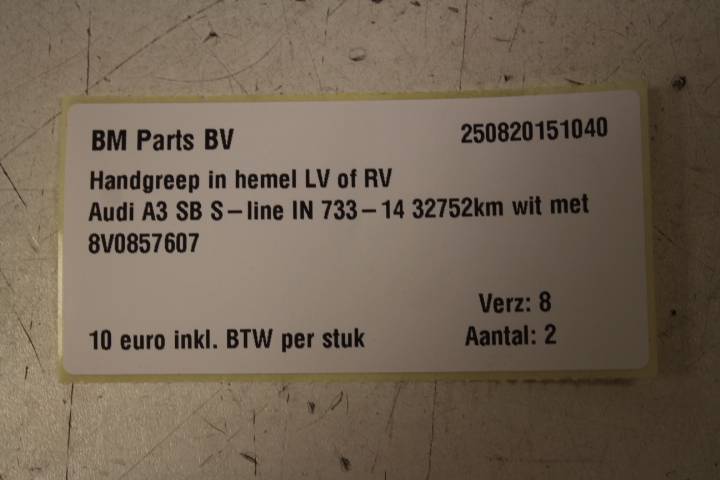 BM Parts BV 250820151040
Handgreep in hemel LV of RV
Audi A3 SB S-line IN 733-14 32752km wit met
8V0857607
Verz: 8
10 euro inkl. BTW per stuk Aantal: 2